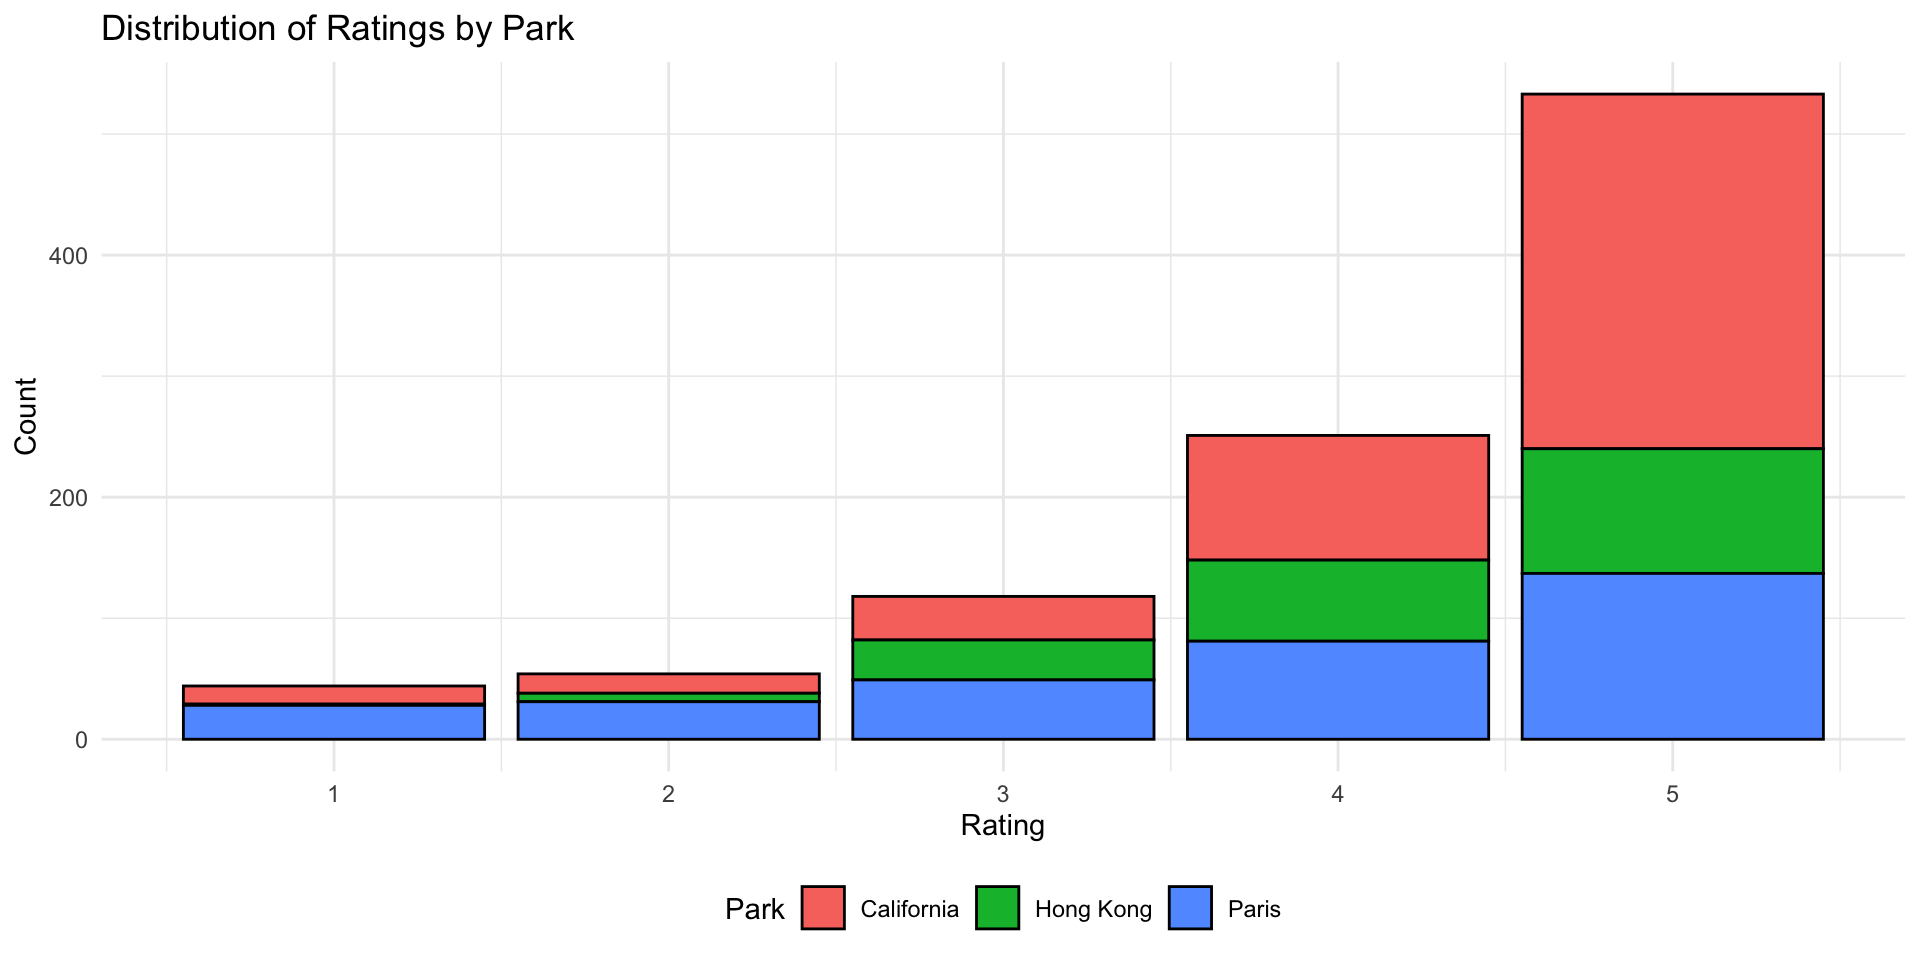 Distribution of Ratings by Park
Count
400
200
0
1 2 3 4 5
Rating
Park California Hong Kong Paris